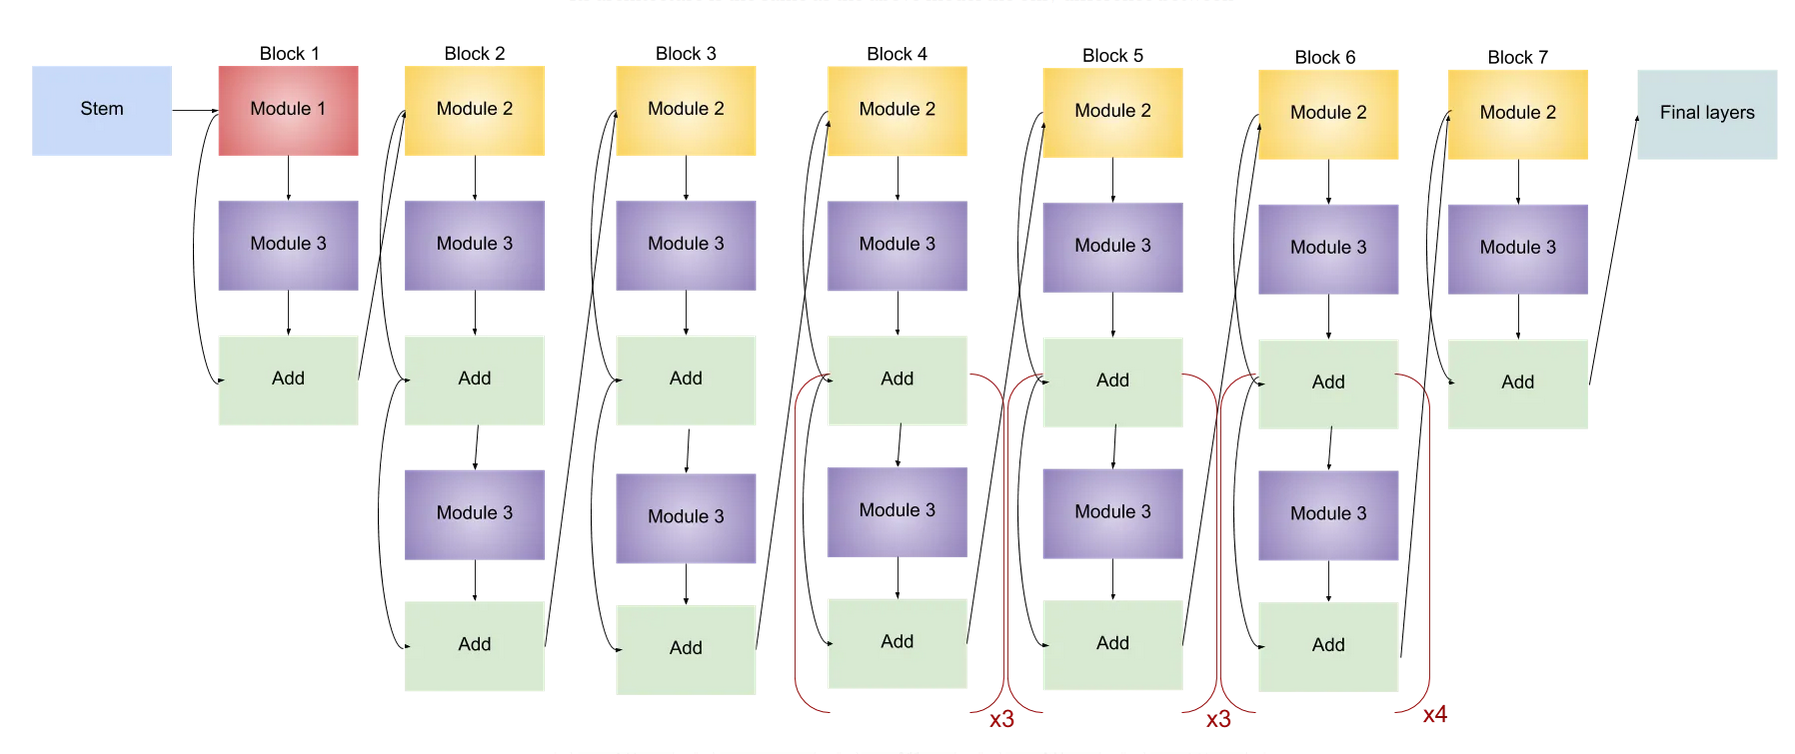 Block 1
Block 2
Block 3
Block 4
Block 5
Block 6
Block 7
Stem
Module 1
Module 2
Module 2
Module 2
Module 2
Module 2
Module 2
Final layers
Module 3
Module 3
Module 3
Module 3
Module 3
Module 3
Module 3
Add
Add
Add
Add
Add
Add
Add
Module 3
Module 3
Module 3
Module 3
Module 3
Add
Add
Add
Add
Add
x3
x3
x4